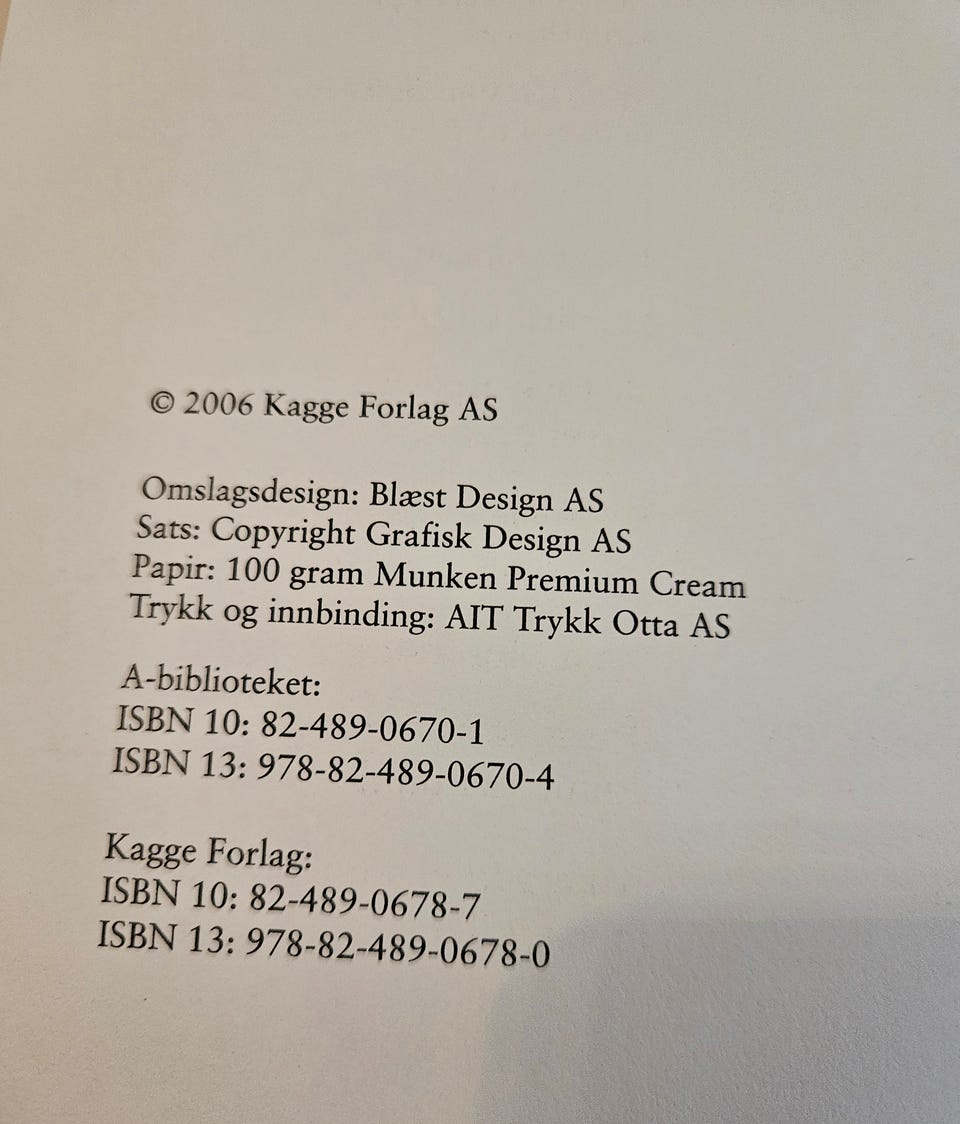 © 2006 Kagge Forlag AS
Omslagsdesign: Blæst Design AS
Sats: Copyright Grafisk Design AS
Papir: 100 gram Munken Premium Cream
Trykk og innbinding: AIT Trykk Otta AS
A-biblioteket:
ISBN 10: 82-489-0670-1
ISBN 13: 978-82-489-0670-4
Kagge Forlag:
ISBN 10: 82-489-0678-7
ISBN 13: 978-82-489-0678-0